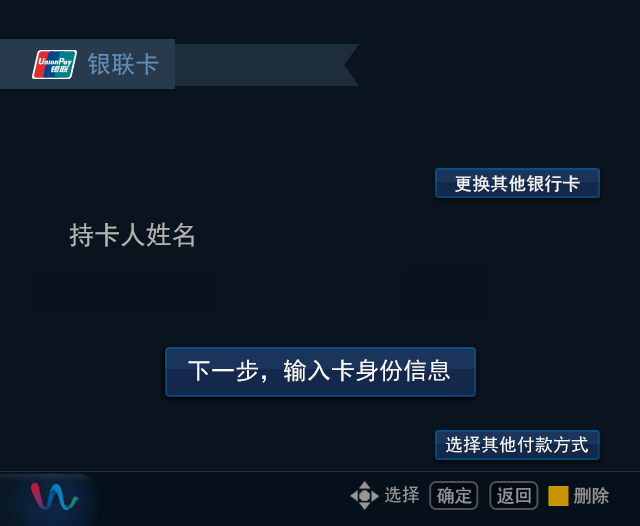 UnionPay
银联
银联卡
更换其他银行卡
持卡人姓名
下一步，输入卡身份信息
选择其他付款方式
选择 确定 返回 删除